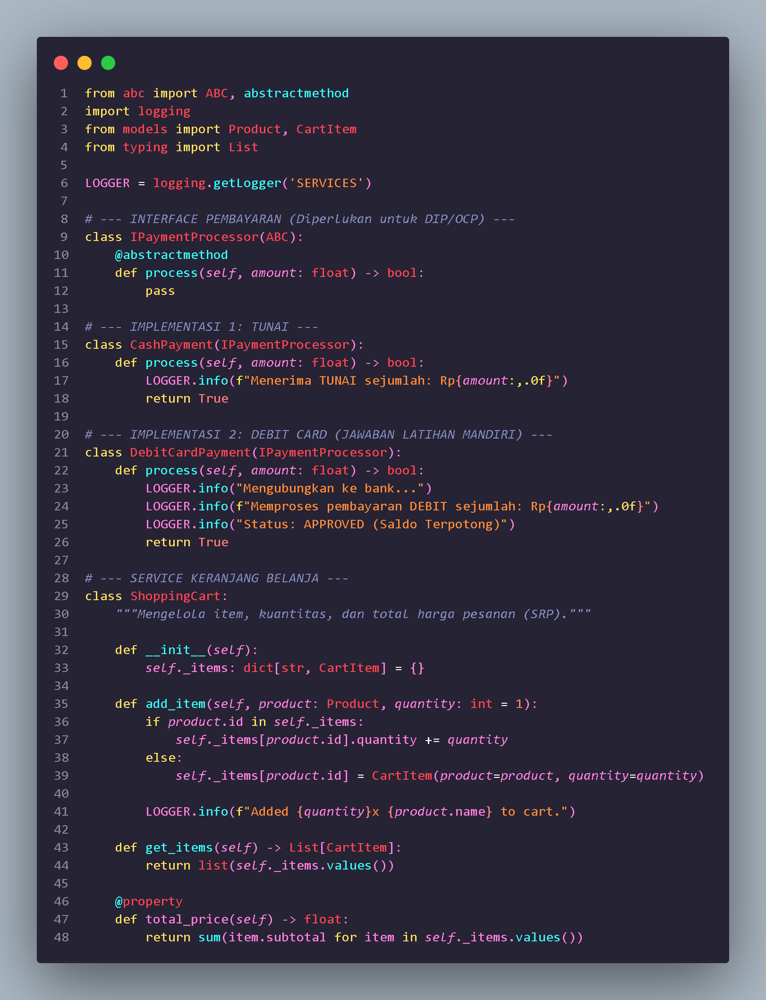 1 from abc import ABC, abstractmethod
2 import logging
3 from models import Product, CartItem
4 from typing import List
5
6 LOGGER = logging.getLogger('SERVICES')
7
8 # --- INTERFACE PEMBAYARAN (Diperlukan untuk DIP/OCP) ---
9 class IPaymentProcessor(ABC):
10     @abstractmethod
11     def process(self, amount: float) -> bool:
12         pass
13
14 # --- IMPLEMENTASI 1: TUNAI ---
15 class CashPayment(IPaymentProcessor):
16     def process(self, amount: float) -> bool:
17         LOGGER.info(f"Menerima TUNAI sejumlah: Rp{amount:,.0f}")
18         return True
19
20 # --- IMPLEMENTASI 2: DEBIT CARD (JAWABAN LATIHAN MANDIRI) ---
21 class DebitCardPayment(IPaymentProcessor):
22     def process(self, amount: float) -> bool:
23         LOGGER.info("Mengubungkan ke bank...")
24         LOGGER.info(f"Memproses pembayaran DEBIT sejumlah: Rp{amount:,.0f}")
25         LOGGER.info("Status: APPROVED (Saldo Terpotong)")
26         return True
27
28 # --- SERVICE KERANJANG BELANJA ---
29 class ShoppingCart:
30     """Mengelola item, kuantitas, dan total harga pesanan (SRP)."""
31
32     def __init__(self):
33         self._items: dict[str, CartItem] = {}
34
35     def add_item(self, product: Product, quantity: int = 1):
36         if product.id in self._items:
37             self._items[product.id].quantity += quantity
38         else:
39             self._items[product.id] = CartItem(product=product, quantity=quantity)
40
41         LOGGER.info(f"Added {quantity}x {product.name} to cart.")
42
43     def get_items(self) -> List[CartItem]:
44         return list(self._items.values())
45
46     @property
47     def total_price(self) -> float:
48         return sum(item.subtotal for item in self._items.values())